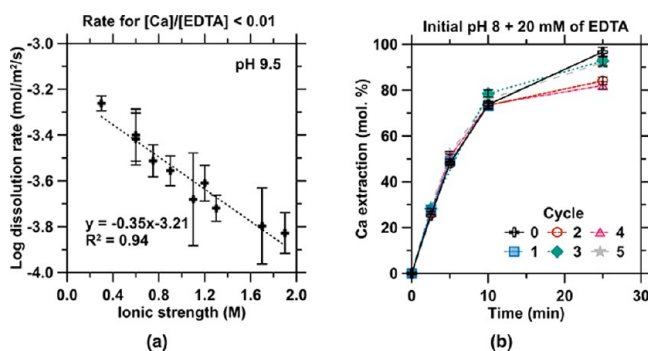 Rate for [Ca]/[EDTA] < 0.01
pH 9.5
y = -0.35x-3.21
R² = 0.94
Log dissolution rate (mol/m²/s)
-3.0
-3.2
-3.4
-3.6
-3.8
-4.0
0.0 0.4 0.8 1.2 1.6 2.0
Ionic strength (M)
(a)
Initial pH 8 + 20 mM of EDTA
Ca extraction (mol. %)
100
80
60
40
20
0
Cycle
0 2 4
1 3 5
0 10 20 30
Time (min)
(b)